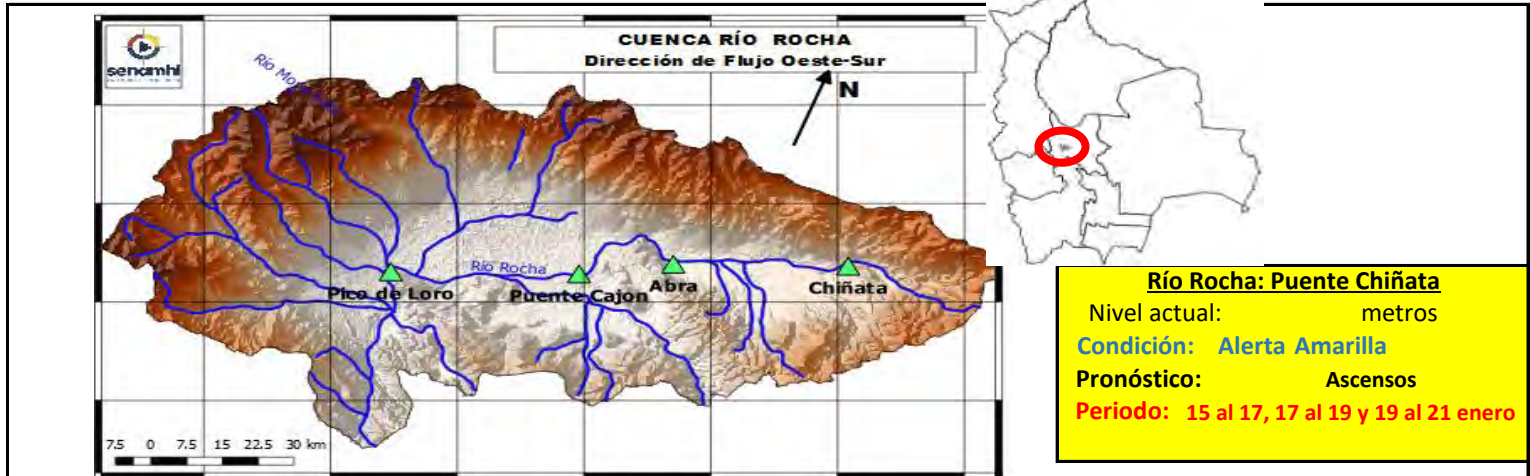 senamhi
CUENCA RÍO ROCHA
Dirección de Flujo Oeste-Sur
N
Río
Río Rocha
Pico de Loro
Puente Cajon
Abra
Chiñata
7.5 0 7.5 15 22.5 30 km
Río Rocha: Puente Chiñata
Nivel actual: metros
Condición: Alerta Amarilla
Pronóstico: Ascensos
Periodo: 15 al 17, 17 al 19 y 19 al 21 enero